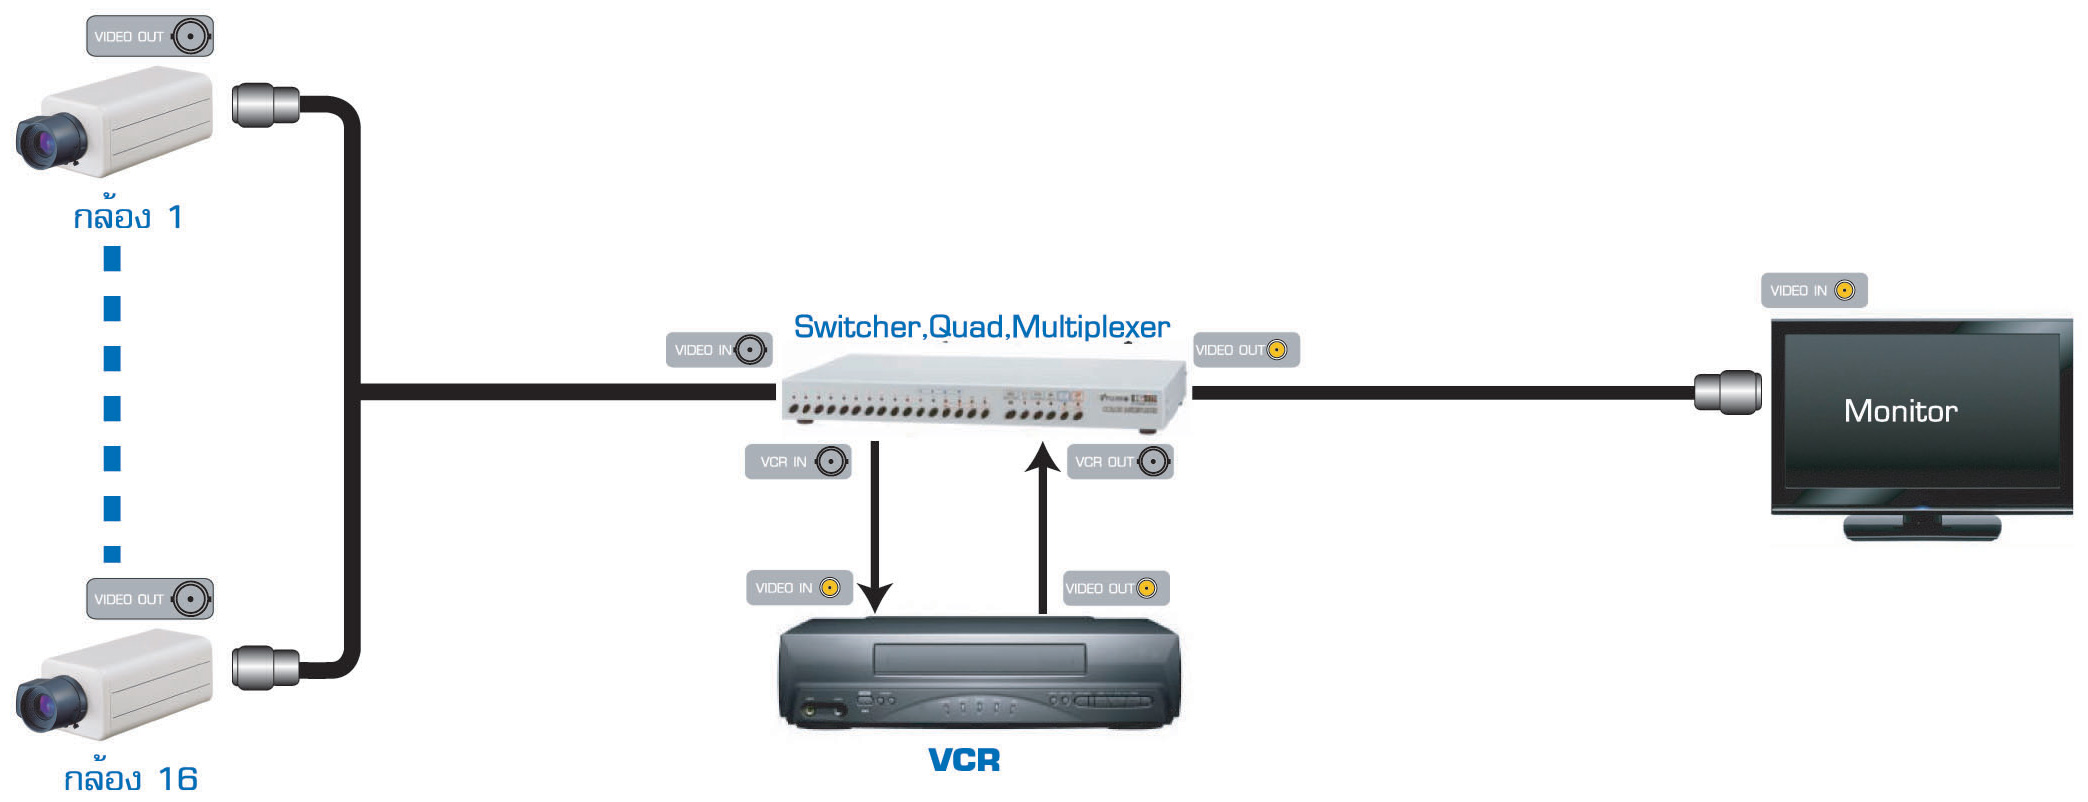 VIDEO OUT
กล้อง 1
VIDEO OUT
กล้อง 16
Switcher,Quad,Multiplexer
VIDEO IN
VIDEO OUT
VCR IN
VCR OUT
VIDEO IN
VIDEO OUT
VCR
VIDEO IN
Monitor